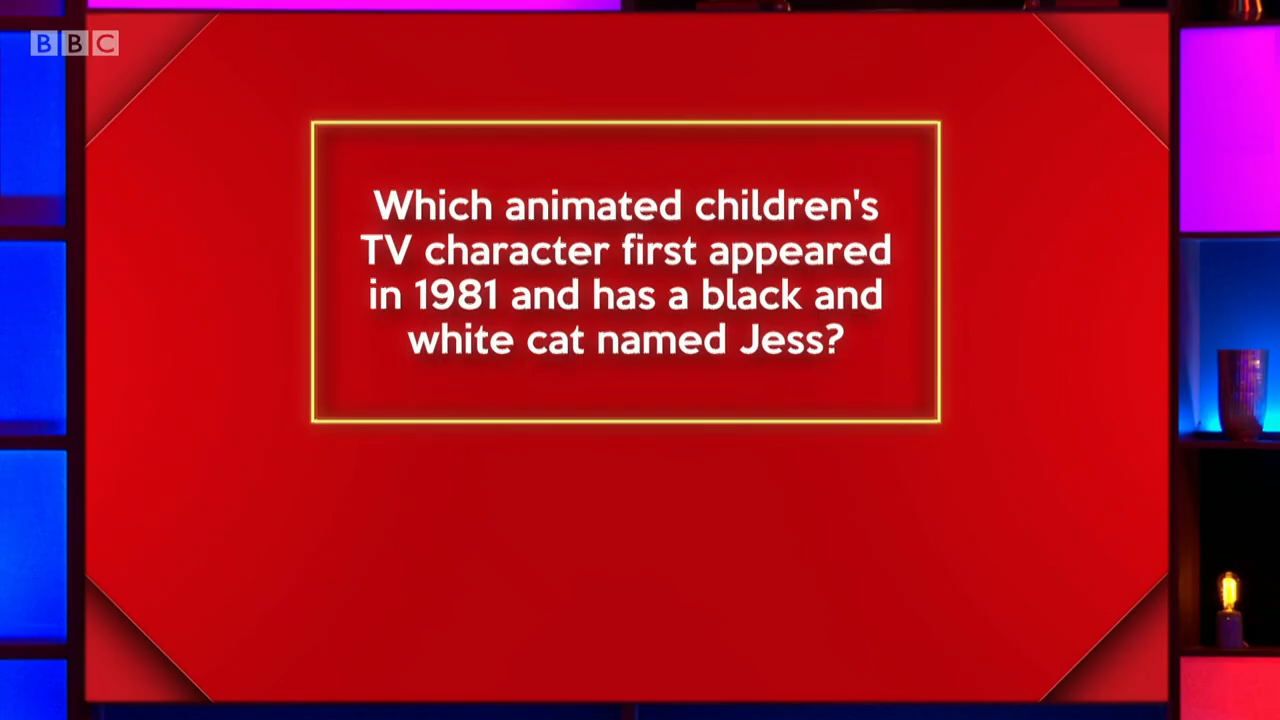 BBC
Which animated children's
TV character first appeared
in 1981 and has a black and
white cat named Jess?